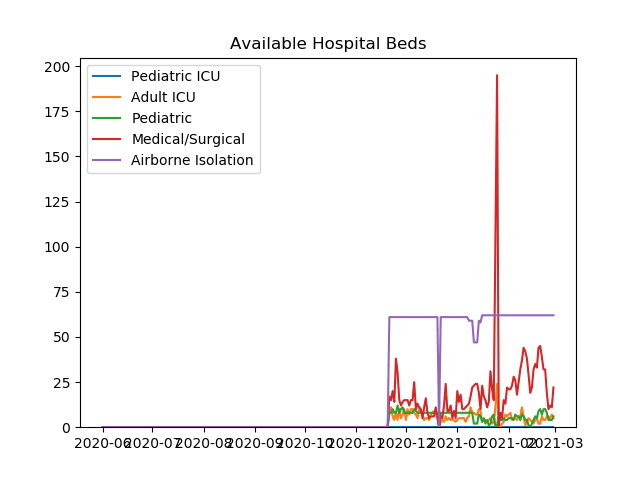 Available Hospital Beds
200
175
150
125
100
75
50
25
0
Pediatric ICU
Adult ICU
Pediatric
Medical/Surgical
Airborne Isolation
2020-06 2020-07 2020-08 2020-09 2020-10 2020-11 2020-12 2021-01 2021-02 2021-03